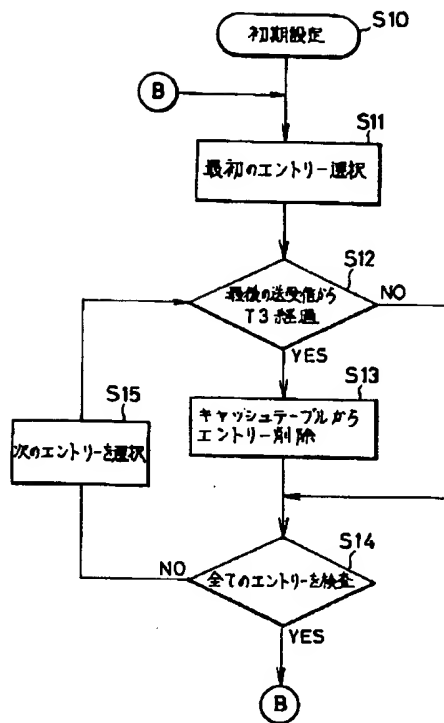 S10
初期設定
B
S11
最初のエントリー選択
S12
最後の送受信から
T3経過
NO
YES
S13
キャッシュテーブルから
エントリー削除
S15
次のエントリーを選択
S14
全てのエントリーを検査
NO
YES
B